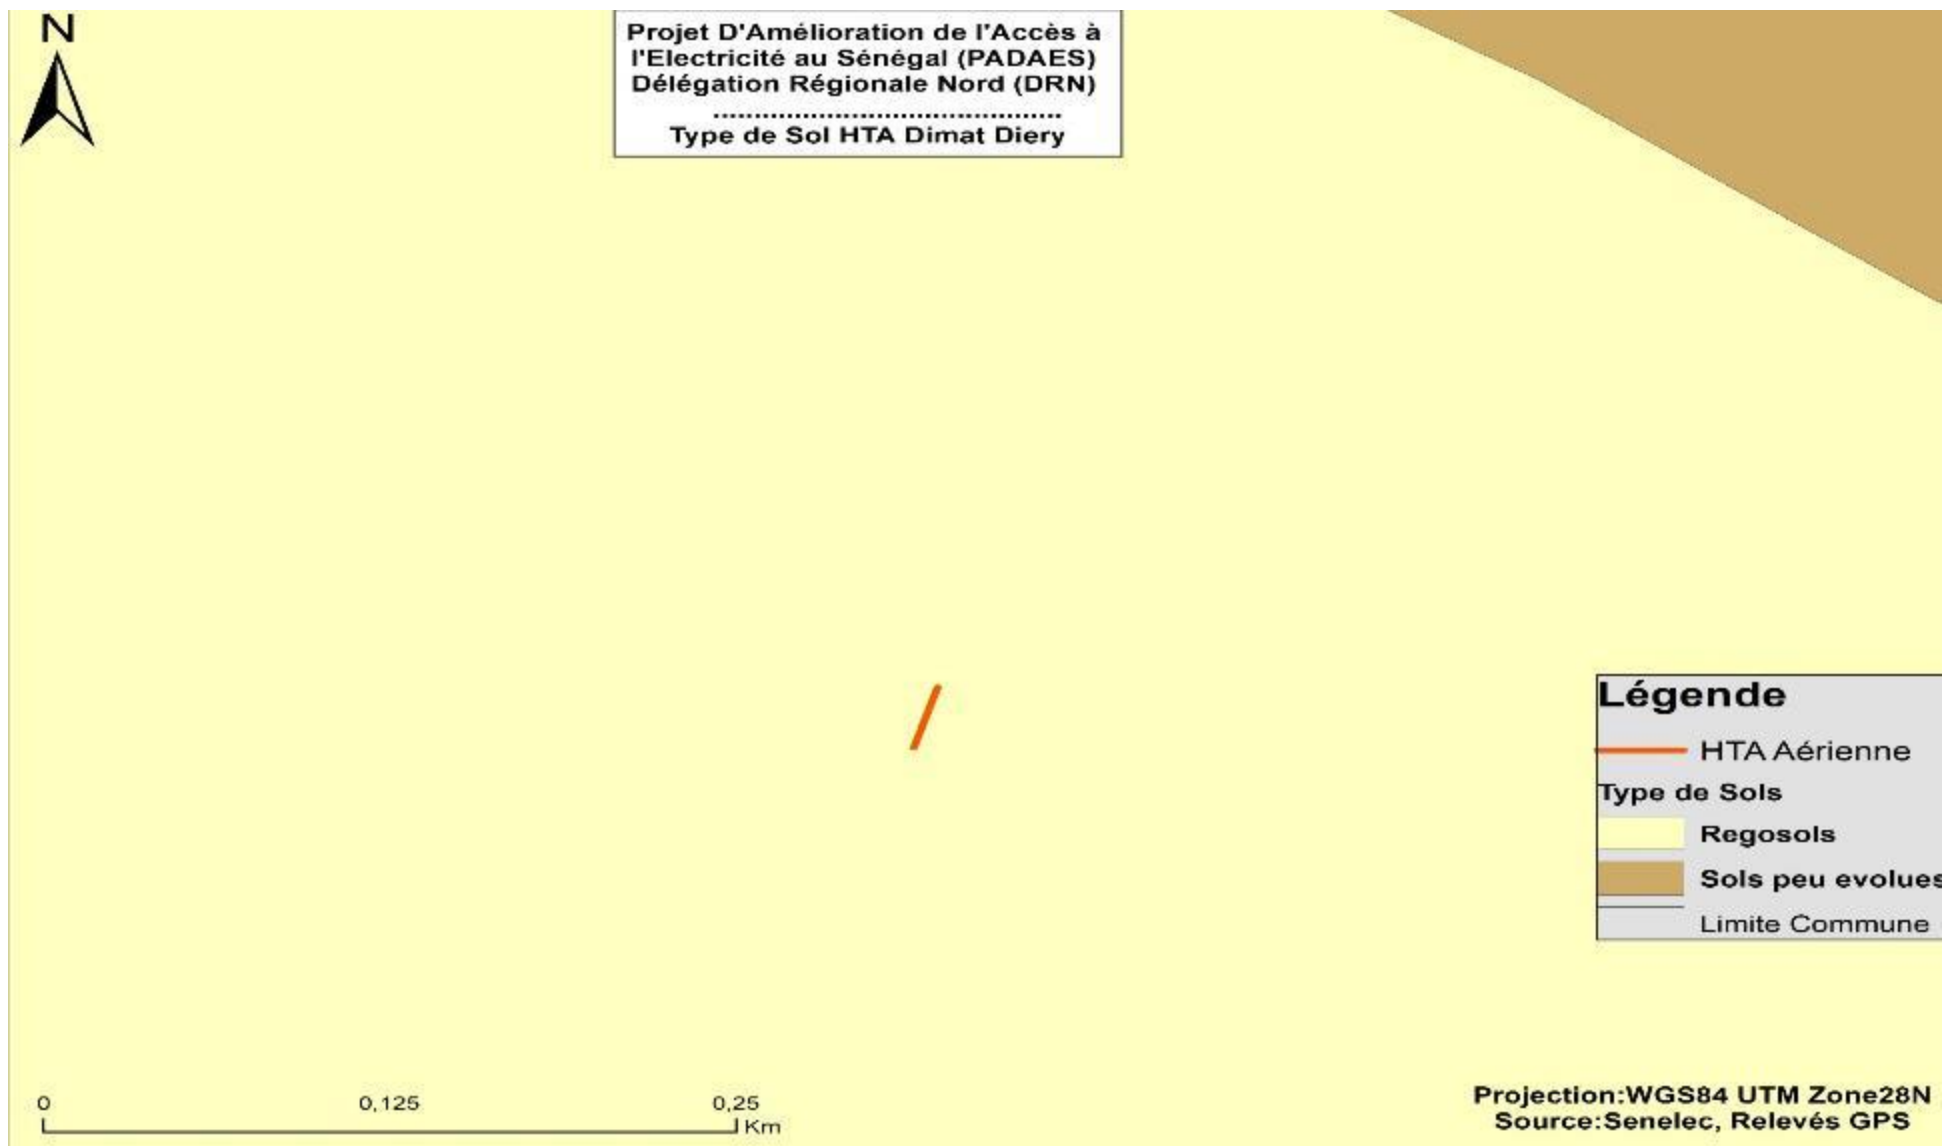 N
Projet D'Amélioration de l'Accès à
l'Electricité au Sénégal (PADAES)
Délégation Régionale Nord (DRN)
..........................................
Type de Sol HTA Dimat Diery
Légende
HTA Aérienne
Type de Sols
Regosols
Sols peu evolues
Limite Commune
0 0,125 0,25
Km
Projection:WGS84 UTM Zone28N
Source:Senelec, Relevés GPS